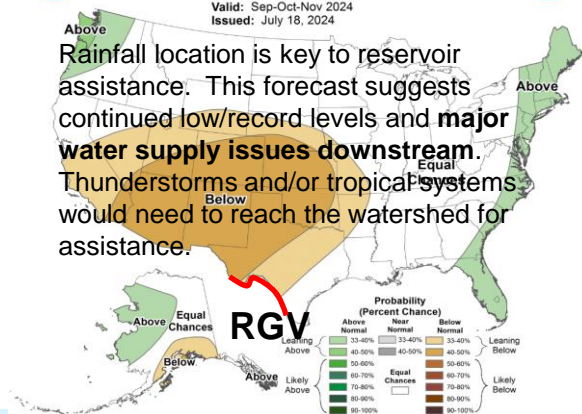 Valid: Sep-Oct-Nov 2024
Issued: July 18, 2024
Above
Rainfall location is key to reservoir
assistance. This forecast suggests
continued low/record levels and major
water supply issues downstream.
Thunderstorms and/or tropical systems
would need to reach the watershed for
assistance.
Above
Equal
Chances
Below
Above
Equal
Chances
Below
Above
RGV
Probability
(Percent Chance)
Above
Normal
Near
Normal
Below
Normal
Leaning
Above
33-40%
33-40%
33-40%
Leaning
Below
40-50%
40-50%
40-50%
Likely
Above
50-60%
60-70%
70-80%
80-90%
90-100%
Equal
Chances
50-60%
60-70%
70-80%
80-90%
90-100%
Likely
Below